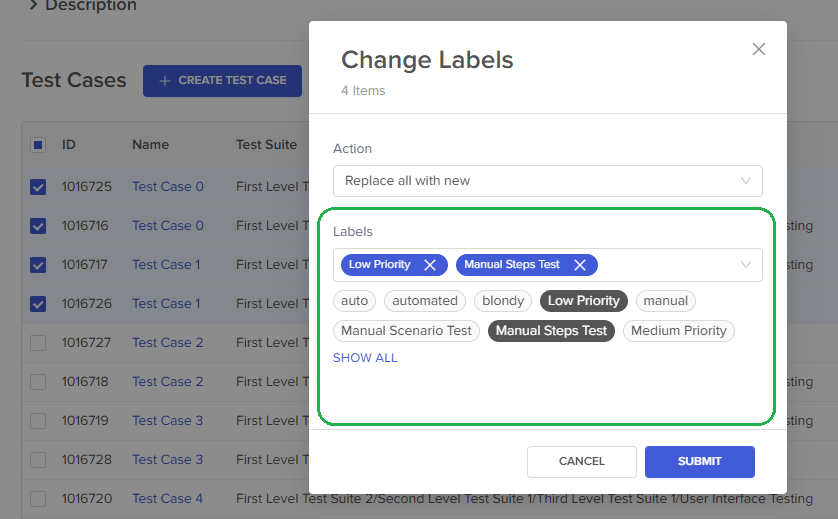 Description
Test Cases
CREATE TEST CASE
ID Name Test Suite
1016725 Test Case 0 First Level T
1016716 Test Case 0 First Level T sting
1016717 Test Case 1 First Level T sting
1016726 Test Case 1 First Level T
1016727 Test Case 2 First Level T
1016718 Test Case 2 First Level T sting
1016719 Test Case 3 First Level T sting
1016728 Test Case 3 First Level T
1016720 Test Case 4 First Level Test Suite 2/Second Level Test Suite 1/Third Level Test Suite 1/User Interface Testing
Change Labels
4 Items
Action
Replace all with new
Labels
Low Priority Manual Steps Test
auto automated blondy Low Priority manual
Manual Scenario Test Manual Steps Test Medium Priority
SHOW ALL
CANCEL SUBMIT